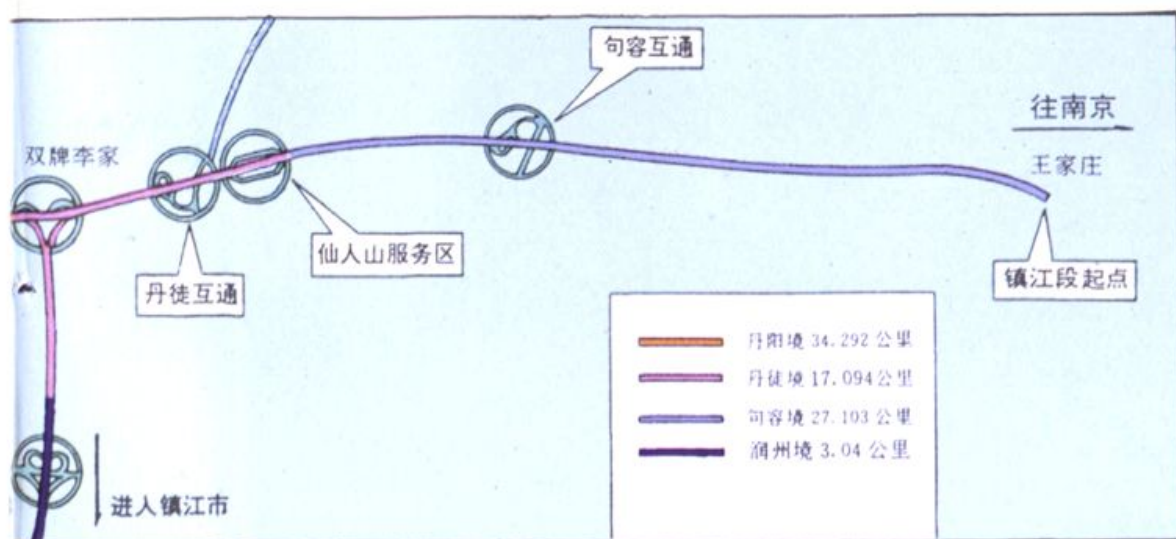 句容互通
往南京
双牌李家
王家庄
仙人山服务区
丹徒互通
镇江段起点
丹阳境 34.292 公里
丹徒境 17.094 公里
句容境 27.103 公里
润州境 3.04 公里
进入镇江市